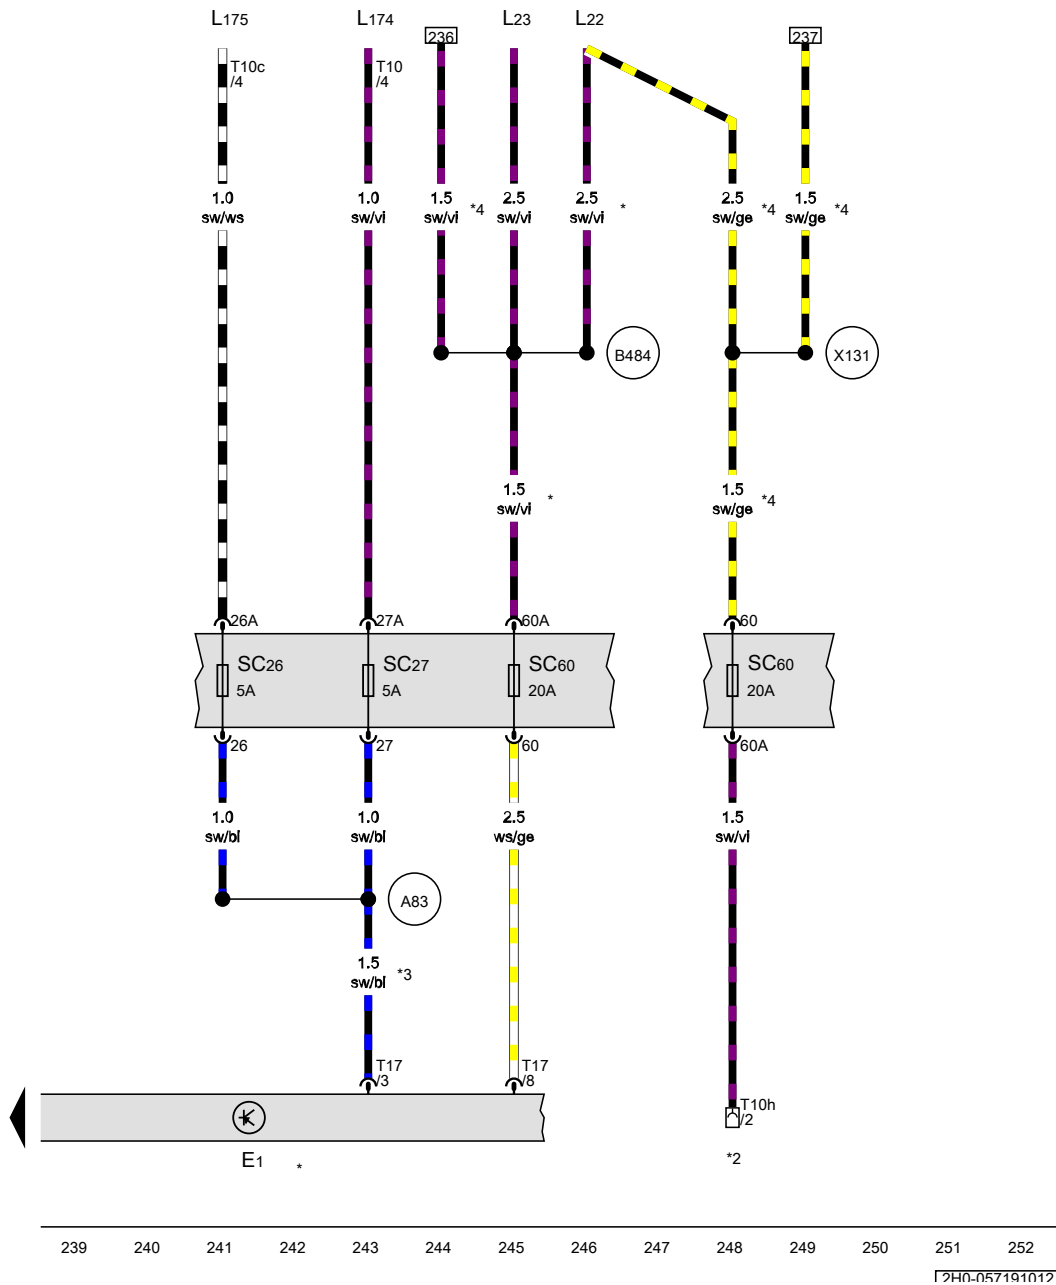 L175 L174 236 L23 L22 237
T10c
/4
T10
/4
1.0
sw/ws
1.0
sw/vi
1.5
sw/vi *4
2.5
sw/vi
2.5
sw/vi *
2.5
sw/ge *4
1.5
sw/ge *4
B484
X131
1.5
sw/vi *
1.5
sw/ge *4
26A 27A 60A 60
SC26
5A
SC27
5A
SC60
20A
SC60
20A
26 27 60 60A
1.0
sw/bl
1.0
sw/bl
2.5
ws/ge
1.5
sw/vi
A83
1.5
sw/bl *3
T17
/3
T17
/8
T10h
/2
E1 *
*2
239 240 241 242 243 244 245 246 247 248 249 250 251 252
2H0-057191012